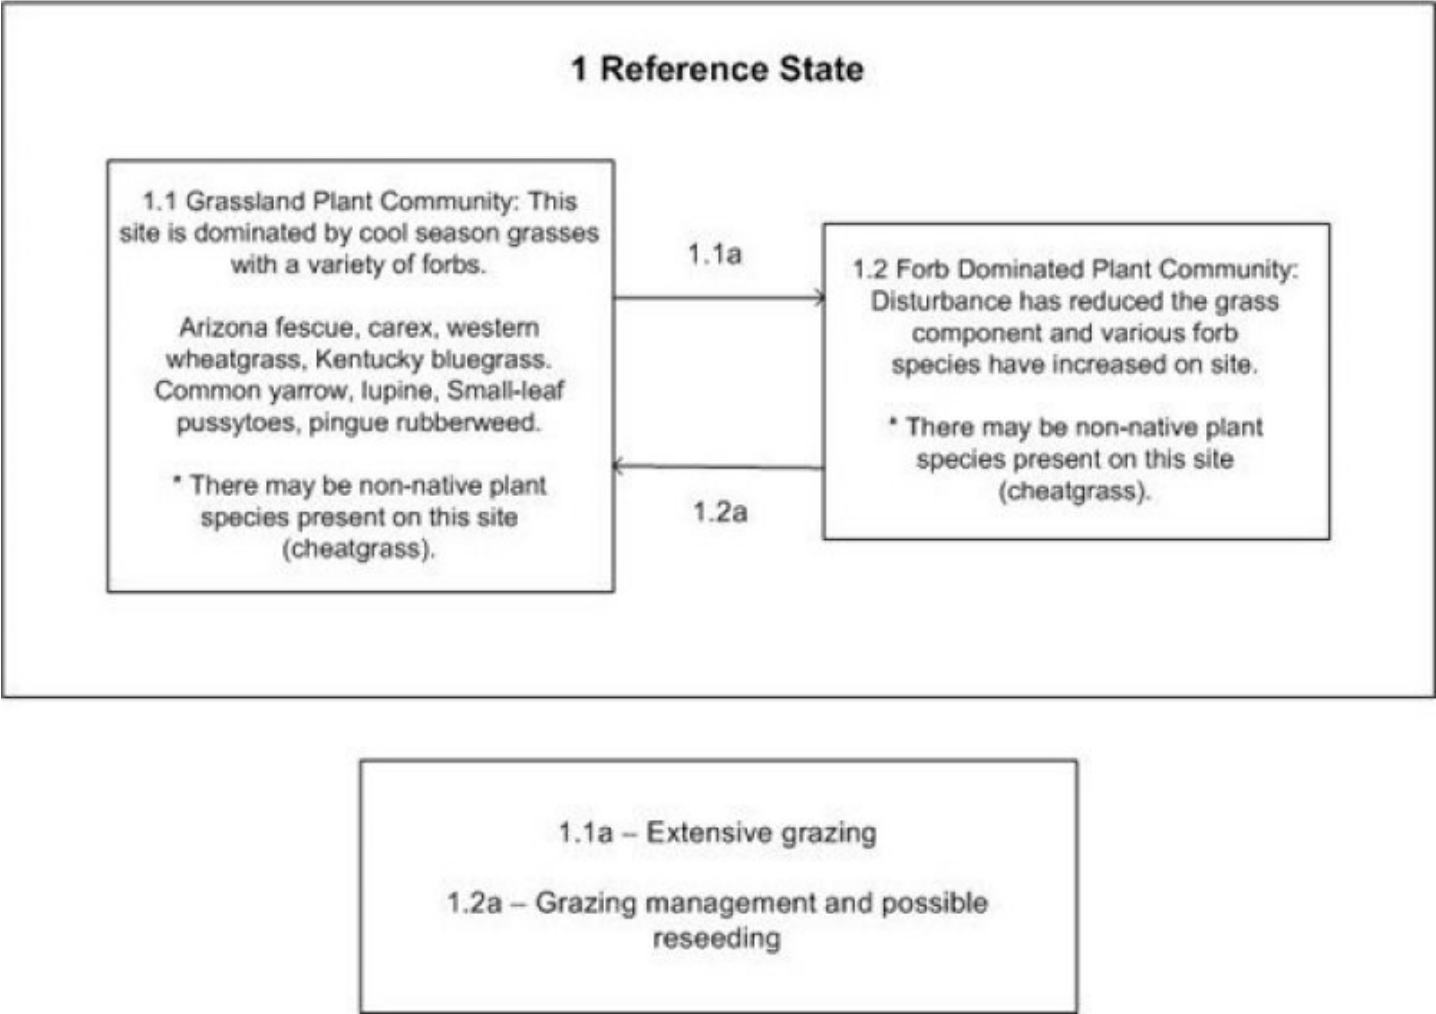 1 Reference State
1.1 Grassland Plant Community: This
site is dominated by cool season grasses
with a variety of forbs.
Arizona fescue, carex, western
wheatgrass, Kentucky bluegrass.
Common yarrow, lupine, Small-leaf
pussytoes, pingue rubberweed.
* There may be non-native plant
species present on this site
(cheatgrass).
1.1a
1.2a
1.2 Forb Dominated Plant Community:
Disturbance has reduced the grass
component and various forb
species have increased on site.
* There may be non-native plant
species present on this site
(cheatgrass).
1.1a – Extensive grazing
1.2a – Grazing management and possible
reseeding